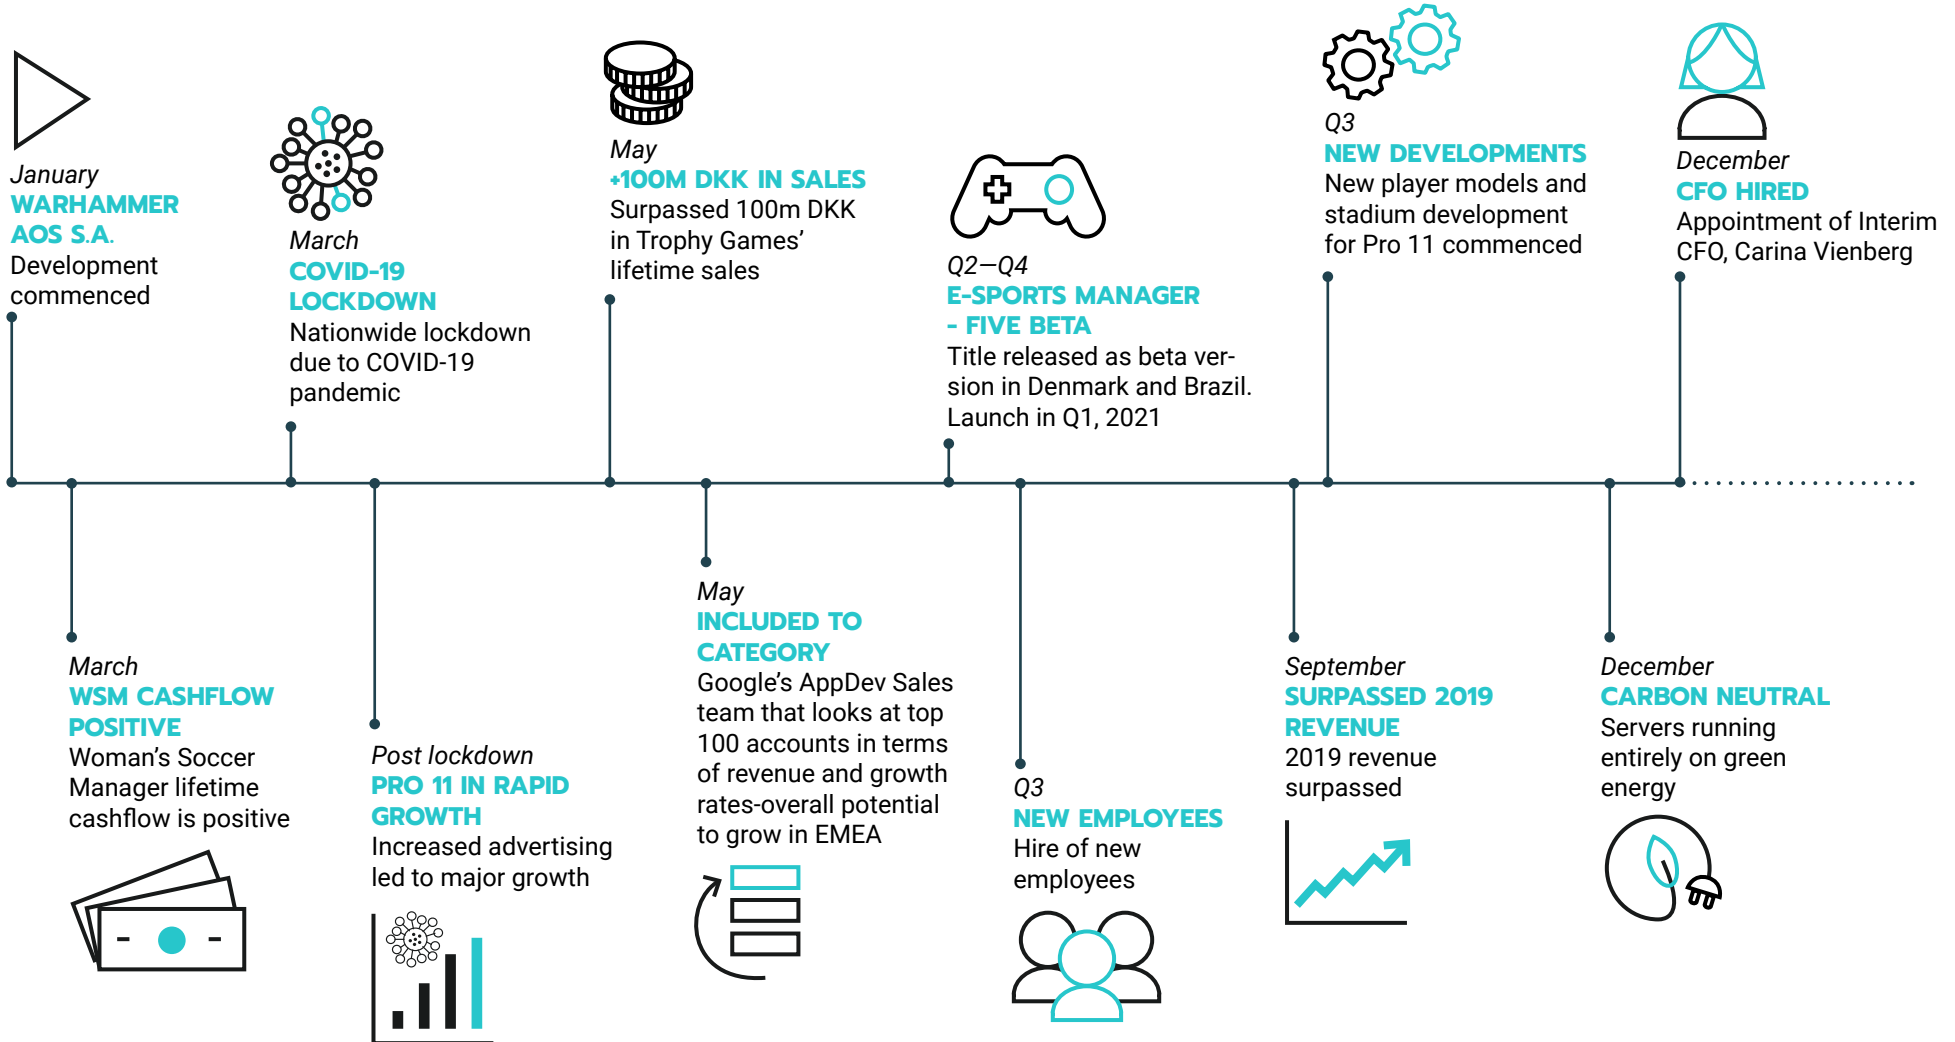 January
WARHAMMER
AOS S.A.
Development
commenced
March
COVID-19
LOCKDOWN
Nationwide lockdown
due to COVID-19
pandemic
May
+100M DKK IN SALES
Surpassed 100m DKK
in Trophy Games’
lifetime sales
Q2—Q4
E-SPORTS MANAGER
- FIVE BETA
Title released as beta ver-
sion in Denmark and Brazil.
Launch in Q1, 2021
Q3
NEW DEVELOPMENTS
New player models and
stadium development
for Pro 11 commenced
December
CFO HIRED
Appointment of Interim
CFO, Carina Vienberg
March
WSM CASHFLOW
POSITIVE
Woman’s Soccer
Manager lifetime
cashflow is positive
Post lockdown
PRO 11 IN RAPID
GROWTH
Increased advertising
led to major growth
May
INCLUDED TO
CATEGORY
Google’s AppDev Sales
team that looks at top
100 accounts in terms
of revenue and growth
rates-overall potential
to grow in EMEA
Q3
NEW EMPLOYEES
Hire of new
employees
September
SURPASSED 2019
REVENUE
2019 revenue
surpassed
December
CARBON NEUTRAL
Servers running
entirely on green
energy